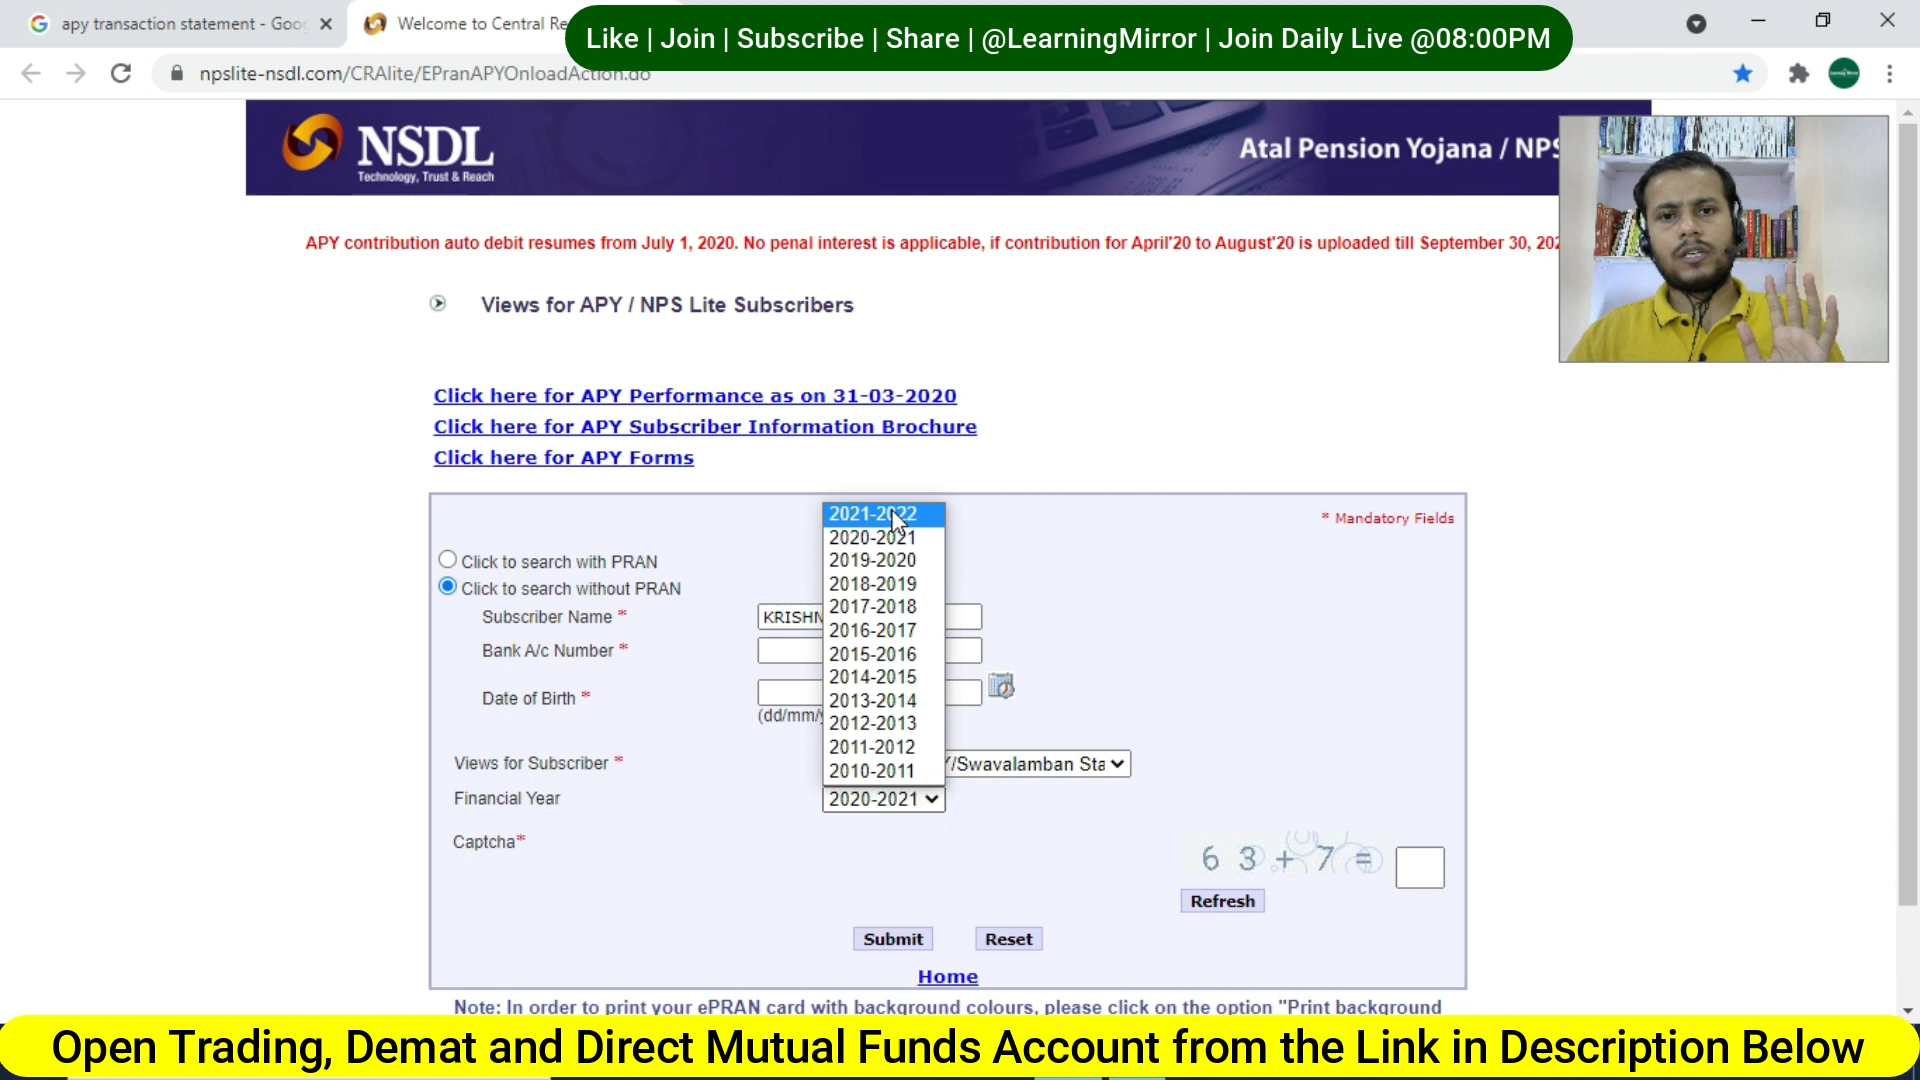 apy transaction statement - Goo
Welcome to Central Re
Like | Join | Subscribe | Share | @LearningMirror | Join Daily Live @08:00PM
npslite-nsdl.com/CRAlite/EPranAPYOnloadAction.do
NSDL
Technology, Trust & Reach
Atal Pension Yojana / NPS
APY contribution auto debit resumes from July 1, 2020. No penal interest is applicable, if contribution for April'20 to August'20 is uploaded till September 30, 202
Views for APY / NPS Lite Subscribers
Click here for APY Performance as on 31-03-2020
Click here for APY Subscriber Information Brochure
Click here for APY Forms
* Mandatory Fields
2021-2022
2020-2021
2019-2020
2018-2019
2017-2018
2016-2017
2015-2016
2014-2015
2013-2014
2012-2013
2011-2012
2010-2011
Click to search with PRAN
Click to search without PRAN
Subscriber Name * KRISHN
Bank A/c Number *
Date of Birth *
(dd/mm/
Views for Subscriber * Y/Swavalamban Sta
Financial Year 2020-2021
Captcha* 6 3 + 7 =
Refresh
Submit Reset
Home
Note: In order to print your ePRAN card with background colours, please click on the option "Print background
Open Trading, Demat and Direct Mutual Funds Account from the Link in Description Below